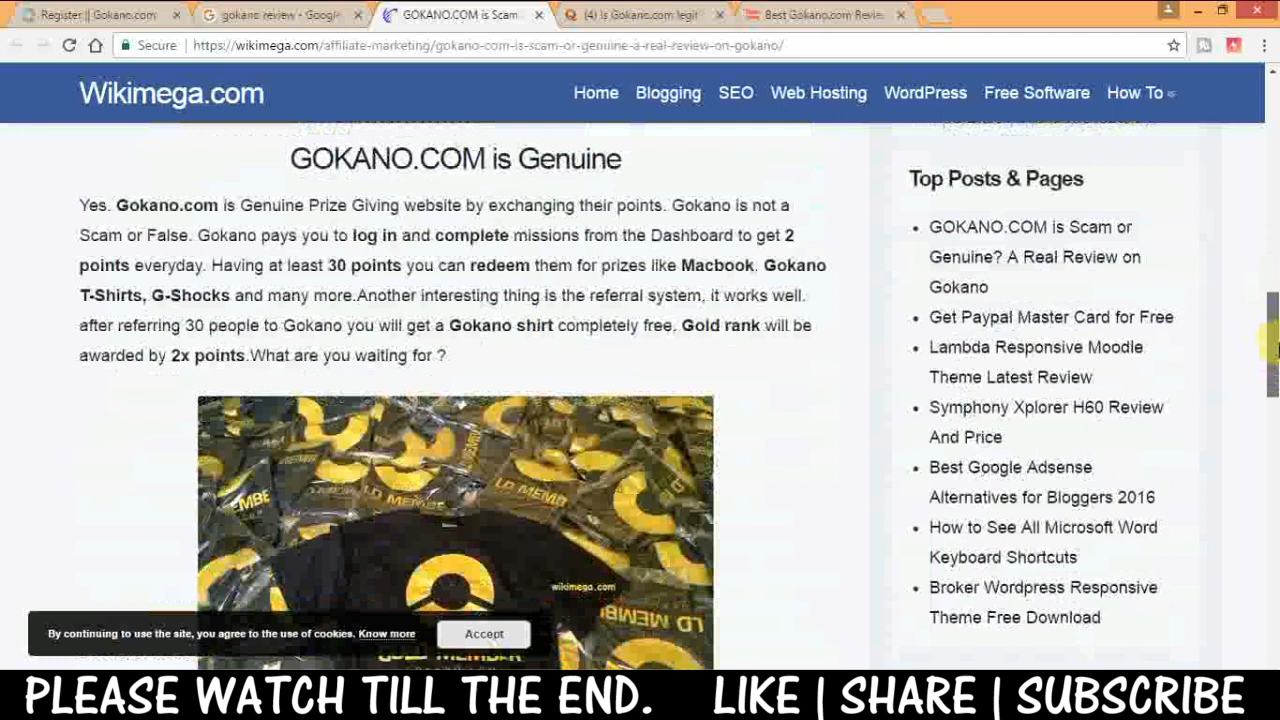 Register || Gokano.com
gokano review - Google
GOKANO.COM is Scam
(4) Is Gokano.com legit
Best Gokano.com Revie
Secure
https://wikimega.com/affiliate-marketing/gokano-com-is-scam-or-genuine-a-real-review-on-gokano/
Wikimega.com
Home Blogging SEO Web Hosting WordPress Free Software How To
GOKANO.COM is Genuine
Yes. Gokano.com is Genuine Prize Giving website by exchanging their points. Gokano is not a
Scam or False. Gokano pays you to log in and complete missions from the Dashboard to get 2
points everyday. Having at least 30 points you can redeem them for prizes like Macbook. Gokano
T-Shirts, G-Shocks and many more.Another interesting thing is the referral system, it works well.
after referring 30 people to Gokano you will get a Gokano shirt completely free. Gold rank will be
awarded by 2x points.What are you waiting for ?
LD MEMBE
LD MEMB
MEMBE
wikimega.com
LD MEMBE
GOLD MEMBER
Top Posts & Pages
GOKANO.COM is Scam or
Genuine? A Real Review on
Gokano
Get Paypal Master Card for Free
Lambda Responsive Moodle
Theme Latest Review
Symphony Xplorer H60 Review
And Price
Best Google Adsense
Alternatives for Bloggers 2016
How to See All Microsoft Word
Keyboard Shortcuts
Broker Wordpress Responsive
Theme Free Download
By continuing to use the site, you agree to the use of cookies. Know more
Accept
PLEASE WATCH TILL THE END. LIKE | SHARE | SUBSCRIBE